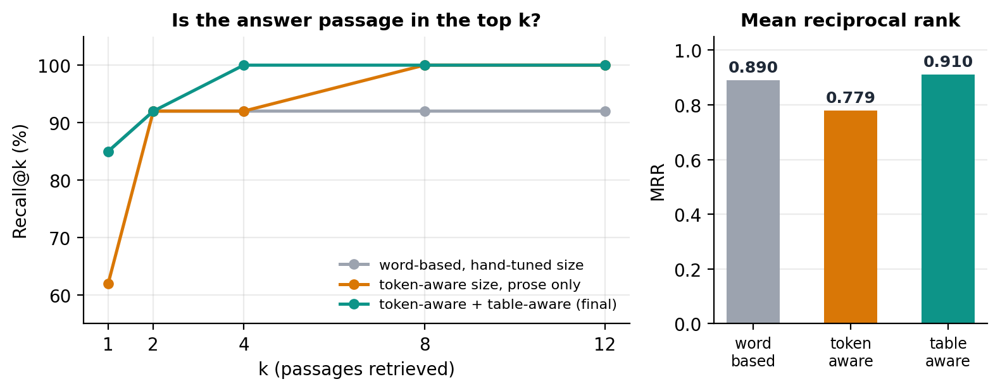 Is the answer passage in the top k?
Recall@k (%)
100
90
80
70
60
word-based, hand-tuned size
token-aware size, prose only
token-aware + table-aware (final)
1 2 4 8 12
k (passages retrieved)
Mean reciprocal rank
MRR
1.0
0.8
0.6
0.4
0.2
0.0
0.890
0.779
0.910
word
based
token
aware
table
aware